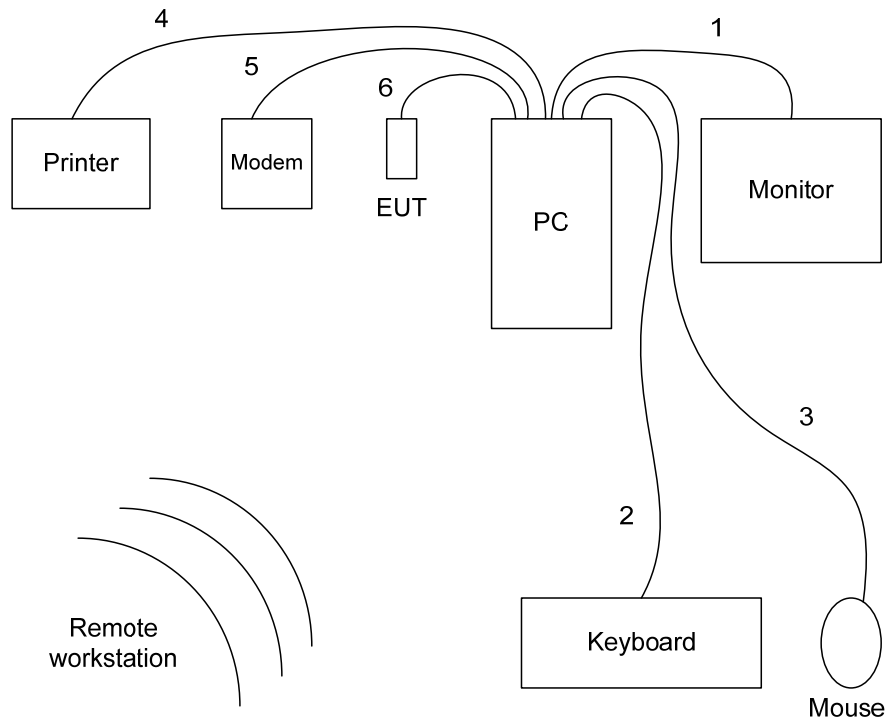 4
1
5
6
Printer
Modem
EUT
PC
Monitor
3
2
Remote
workstation
Keyboard
Mouse